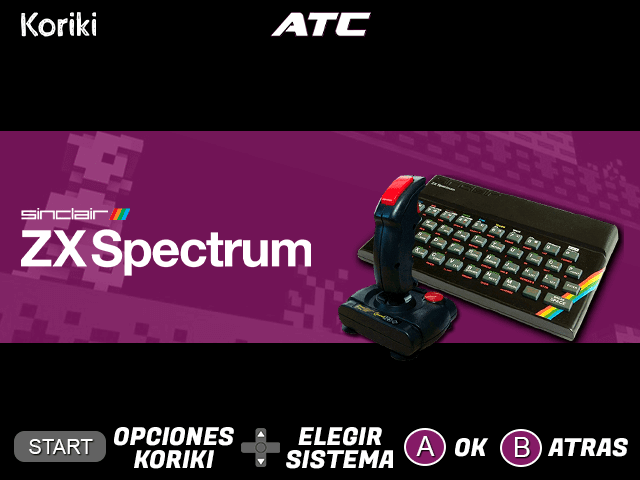 Koriki
ATC
sinclair
ZX Spectrum
START
OPCIONES
KORIKI
ELEGIR
SISTEMA
A OK
B ATRAS